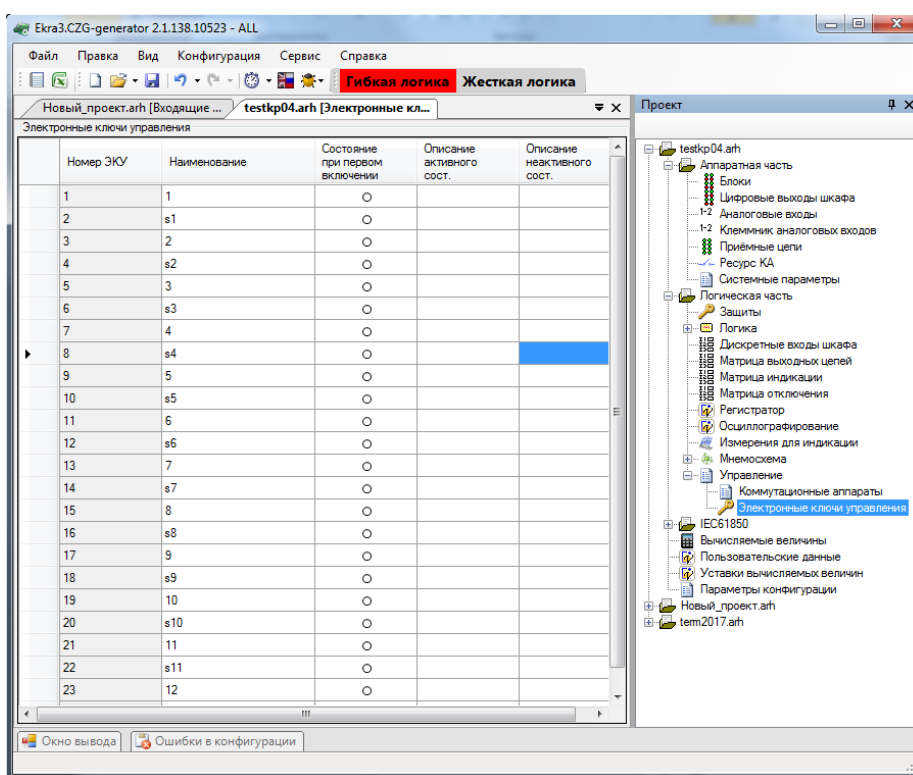 Ekra3.CZG-generator 2.1.138.10523 - ALL
Файл Правка Вид Конфигурация Сервис Справка
Гибкая логика Жесткая логика
Новый_проект.arh [Входящие ... testkp04.arh [Электронные кл...
Электронные ключи управления
Номер ЭКУ Наименование Состояние при первом включении Описание активного сост. Описание неактивного сост.
1 1
2 s1
3 2
4 s2
5 3
6 s3
7 4
8 s4
9 5
10 s5
11 6
12 s6
13 7
14 s7
15 8
16 s8
17 9
18 s9
19 10
20 s10
21 11
22 s11
23 12
Окно вывода Ошибки в конфигурации
Проект
testkp04.arh
Аппаратная часть
Блоки
Цифровые выходы шкафа
1-2 Аналоговые входы
1-2 Клеммник аналоговых входов
Приёмные цепи
Ресурс КА
Системные параметры
Логическая часть
Защиты
Логика
Дискретные входы шкафа
Матрица выходных цепей
Матрица индикации
Матрица отключения
Регистратор
Осциллографирование
Измерения для индикации
Мнемосхема
Управление
Коммутационные аппараты
Электронные ключи управления
IEC61850
Вычисляемые величины
Пользовательские данные
Уставки вычисляемых величин
Параметры конфигурации
Новый_проект.arh
term2017.arh